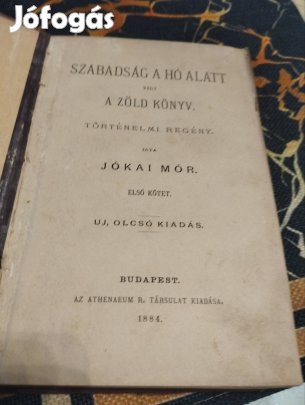 Jófogás
SZABADSÁG A HÓ ALATT
VAGY
A ZÖLD KÖNYV.
TÖRTÉNELMI REGÉNY.
IRTA
JÓKAI MÓR.
ELSŐ KÖTET.
UJ, OLCSÓ KIADÁS.
BUDAPEST.
AZ ATHENAEUM R. TÁRSULAT KIADÁSA.
1884.